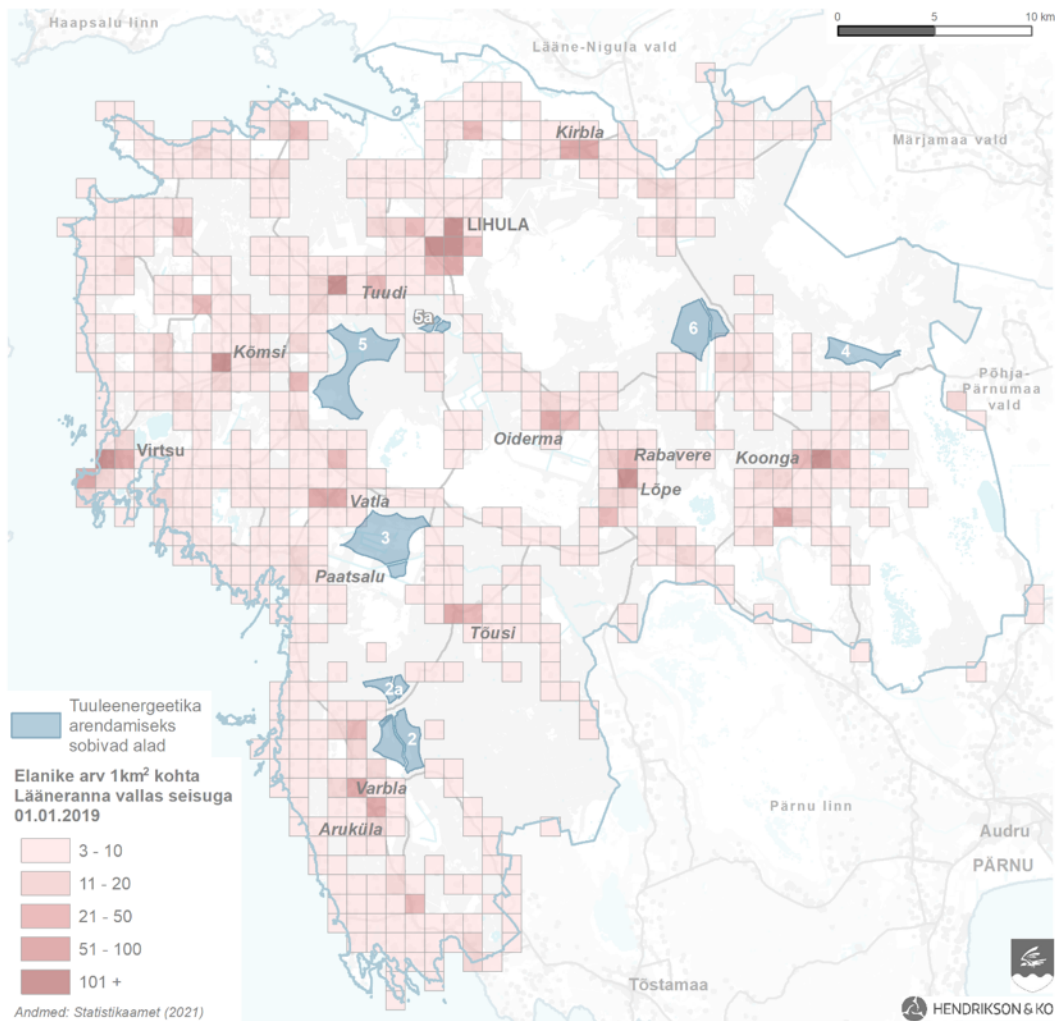 Haapsalu linn
Lääne-Nigula vald
0 5 10 km
Kirbla
Märjamaa vald
LIHULA
Tuudi
5a
5
6
4
Kõmsi
Põhja-
Pärnumaa
vald
Oiderma
Virtsu
Rabavere
Koonga
Lõpe
Vatla
3
Paatsalu
Tõusi
2a
2
Varbla
Aruküla
Pärnu linn
Audru
PÄRNU
Tõstamaa
Tuuleenergeetika
arendamiseks
sobivad alad
Elanike arv 1km² kohta
Lääneranna vallas seisuga
01.01.2019
3 - 10
11 - 20
21 - 50
51 - 100
101 +
Andmed: Statistikaamet (2021)
HENDRIKSON & KO